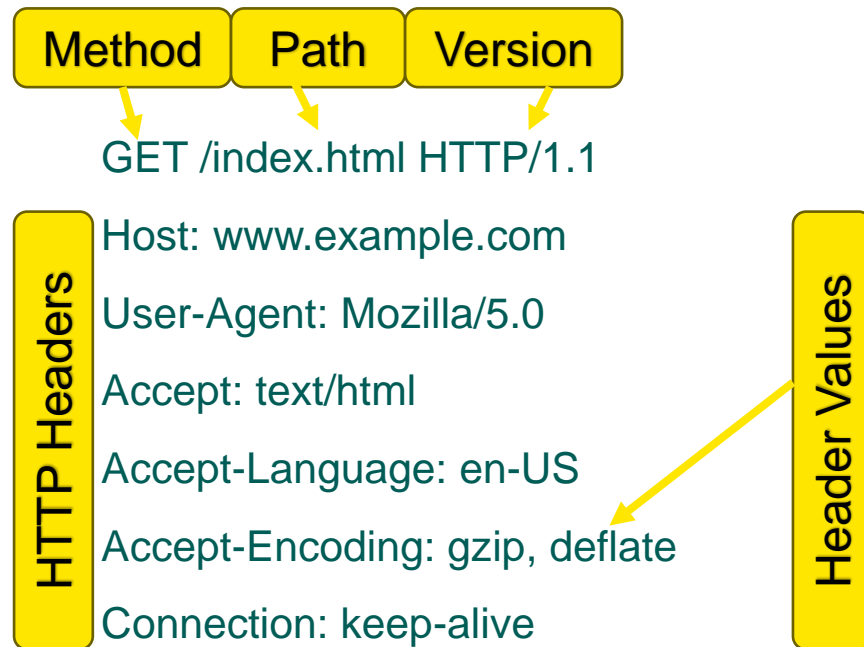 Method Path Version
GET /index.html HTTP/1.1
HTTP Headers
Host: www.example.com
User-Agent: Mozilla/5.0
Accept: text/html
Accept-Language: en-US
Accept-Encoding: gzip, deflate
Connection: keep-alive
Header Values